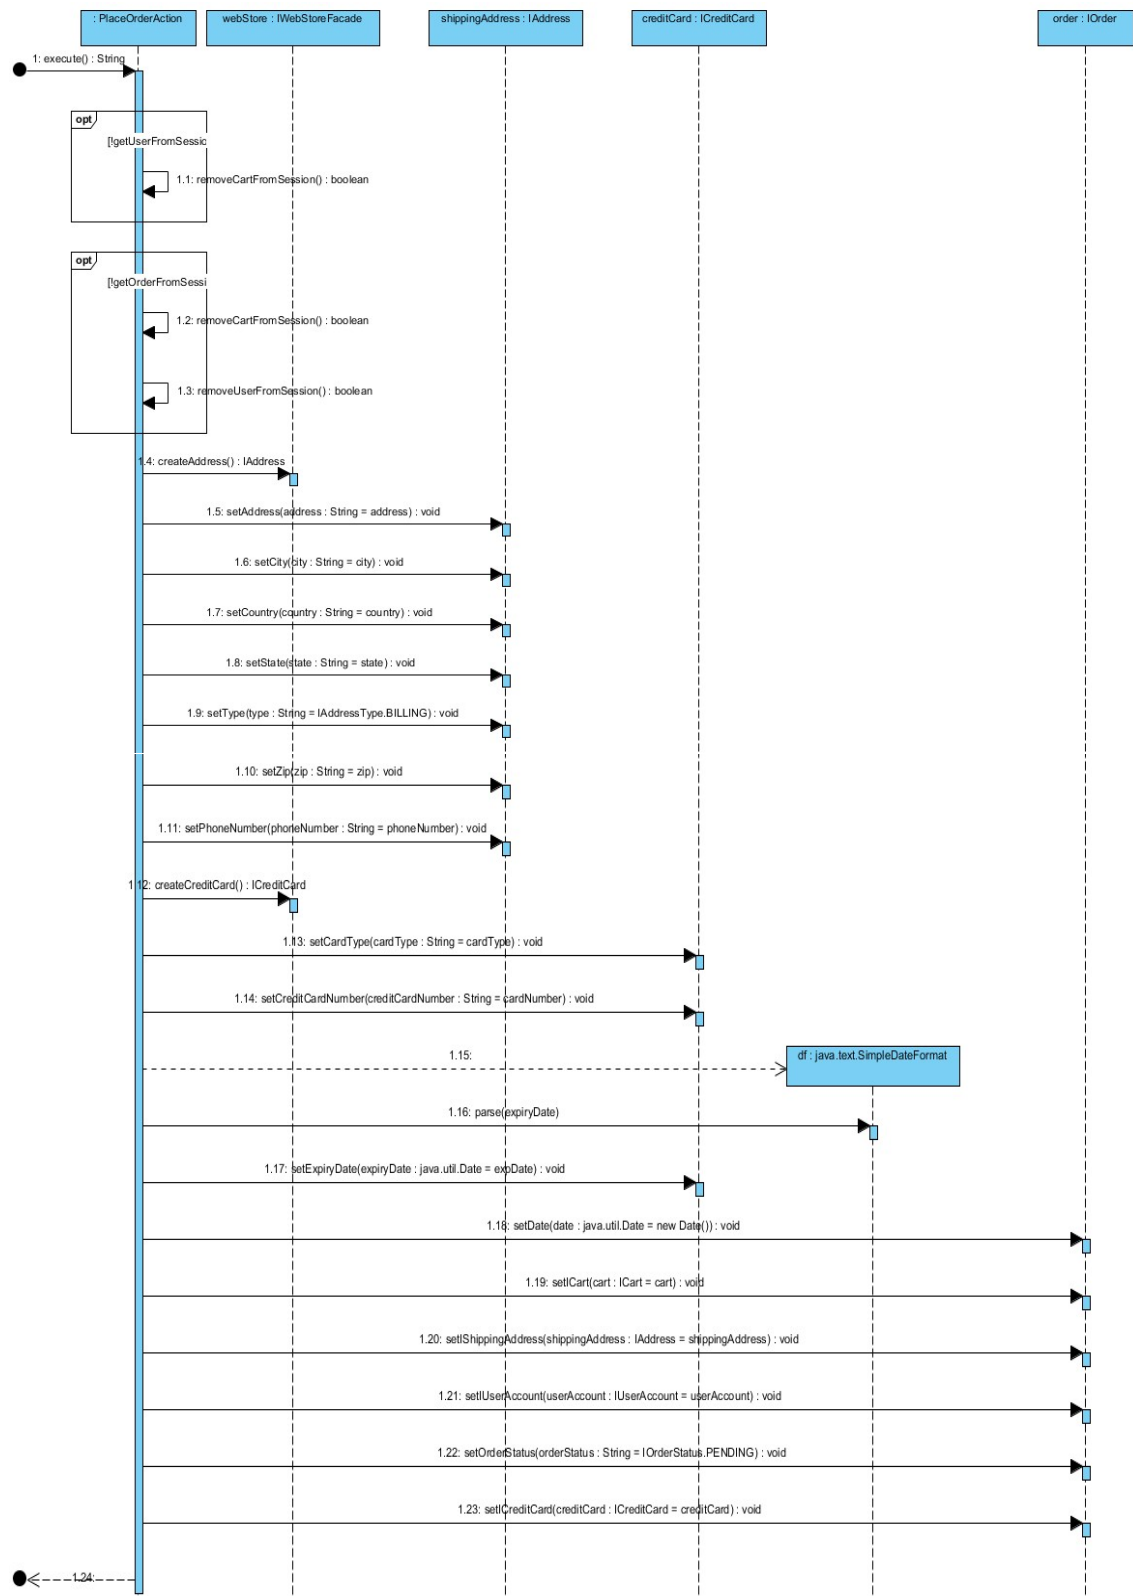 : PlaceOrderAction
webStore : IWebStoreFacade
shippingAddress : IAddress
creditCard : ICreditCard
order : IOrder
1: execute() : String
opt
[!getUserFromSessic
1.1: removeCartFromSession() : boolean
opt
[!getOrderFromSessi
1.2: removeCartFromSession() : boolean
1.3: removeUserFromSession() : boolean
1.4: createAddress() : IAddress
1.5: setAddress(address : String = address) : void
1.6: setCity(city : String = city) : void
1.7: setCountry(country : String = country) : void
1.8: setState(state : String = state) : void
1.9: setType(type : String = IAddressType.BILLING) : void
1.10: setZip(zip : String = zip) : void
1.11: setPhoneNumber(phoneNumber : String = phoneNumber) : void
1.12: createCreditCard() : ICreditCard
1.13: setCardType(cardType : String = cardType) : void
1.14: setCreditCardNumber(creditCardNumber : String = cardNumber) : void
1.15:
df : java.text.SimpleDateFormat
1.16: parse(expiryDate)
1.17: setExpiryDate(expiryDate : java.util.Date = expDate) : void
1.18: setDate(date : java.util.Date = new Date()) : void
1.19: setICart(cart : ICart = cart) : void
1.20: setIShippingAddress(shippingAddress : IAddress = shippingAddress) : void
1.21: setIUserAccount(userAccount : IUserAccount = userAccount) : void
1.22: setOrderStatus(orderStatus : String = IOrderStatus.PENDING) : void
1.23: setICreditCard(creditCard : ICreditCard = creditCard) : void
1.24: